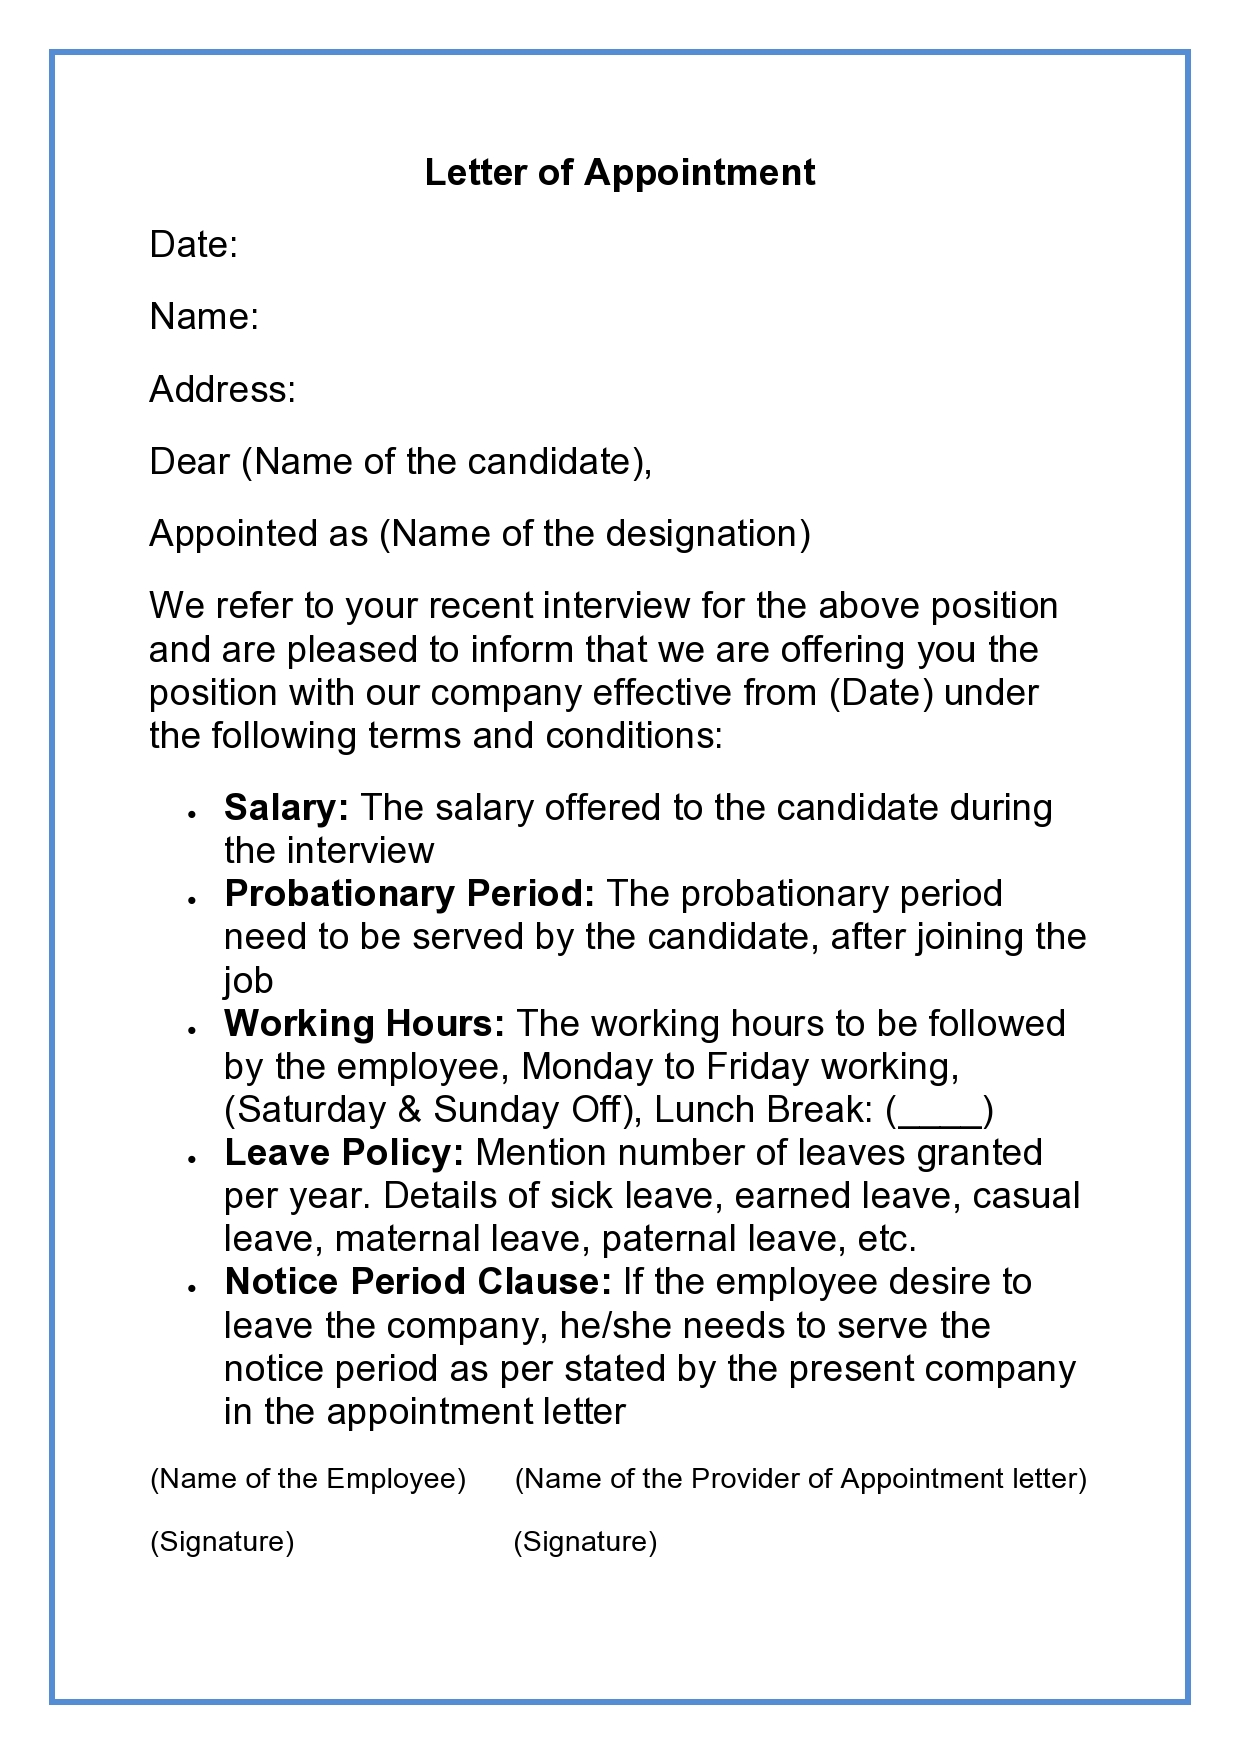 Letter of Appointment
Date:
Name:
Address:
Dear (Name of the candidate),
Appointed as (Name of the designation)
We refer to your recent interview for the above position
and are pleased to inform that we are offering you the
position with our company effective from (Date) under
the following terms and conditions:
• Salary: The salary offered to the candidate during
the interview
• Probationary Period: The probationary period
need to be served by the candidate, after joining the
job
• Working Hours: The working hours to be followed
by the employee, Monday to Friday working,
(Saturday & Sunday Off), Lunch Break: (____)
• Leave Policy: Mention number of leaves granted
per year. Details of sick leave, earned leave, casual
leave, maternal leave, paternal leave, etc.
• Notice Period Clause: If the employee desire to
leave the company, he/she needs to serve the
notice period as per stated by the present company
in the appointment letter
(Name of the Employee) (Name of the Provider of Appointment letter)
(Signature) (Signature)